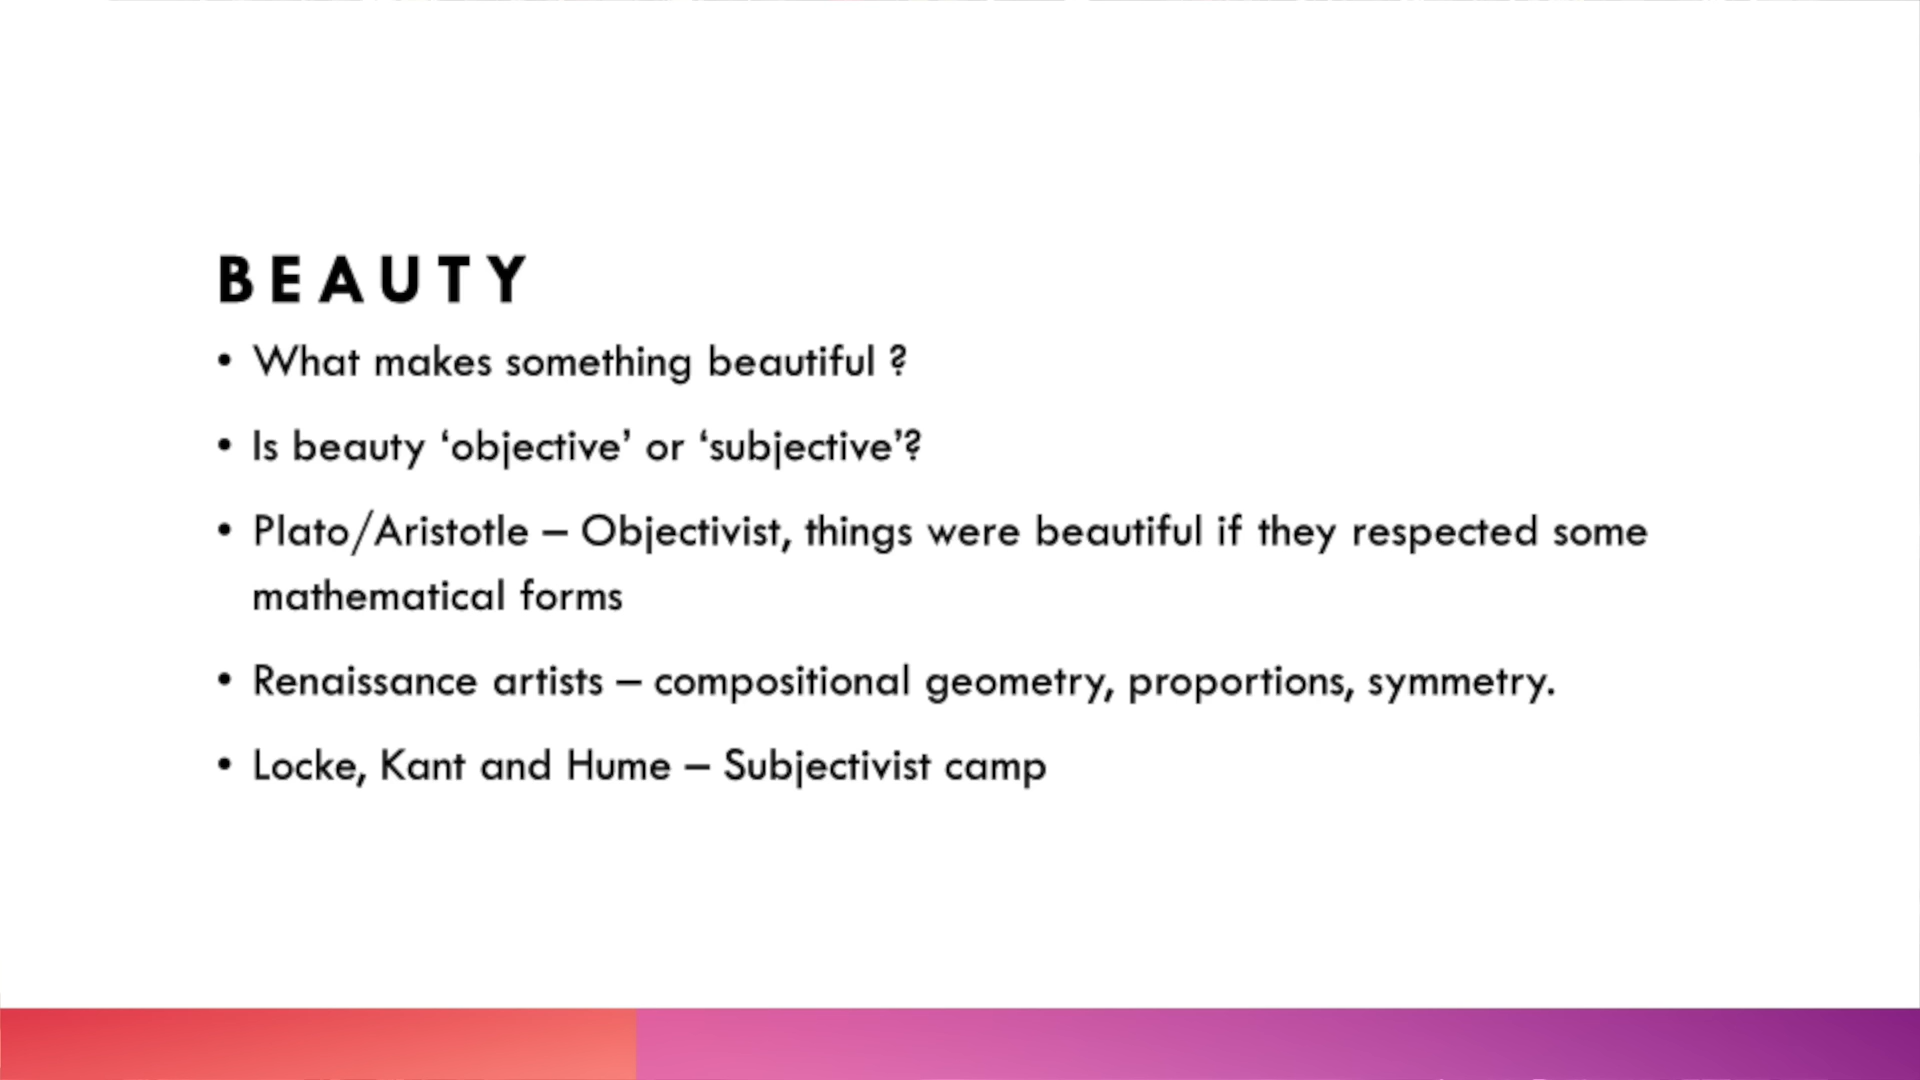 BEAUTY
• What makes something beautiful ?
• Is beauty ‘objective’ or ‘subjective’?
• Plato/Aristotle – Objectivist, things were beautiful if they respected some
mathematical forms
• Renaissance artists – compositional geometry, proportions, symmetry.
• Locke, Kant and Hume – Subjectivist camp